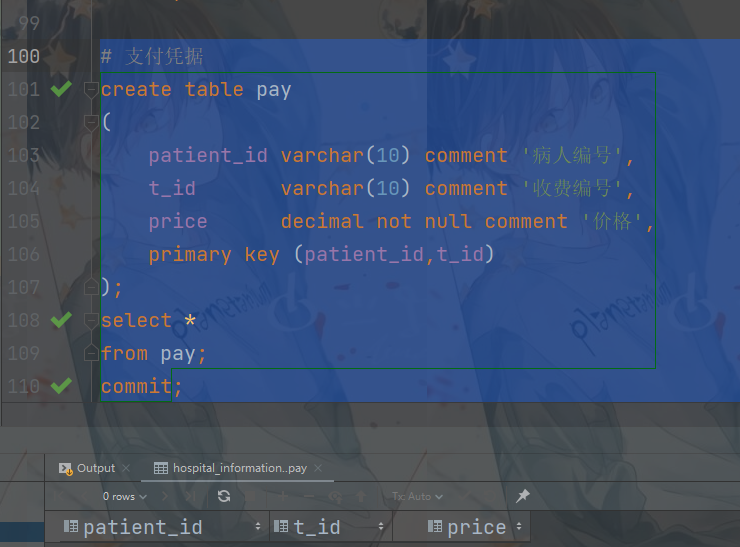 99
100 # 支付凭据
101 create table pay
102 (
103 patient_id varchar(10) comment '病人编号',
104 t_id varchar(10) comment '收费编号',
105 price decimal not null comment '价格',
106 primary key (patient_id,t_id)
107 );
108 select *
109 from pay;
110 commit;
planetarium planetarium
Output hospital_information..pay
0 rows Tx: Auto
patient_id t_id price